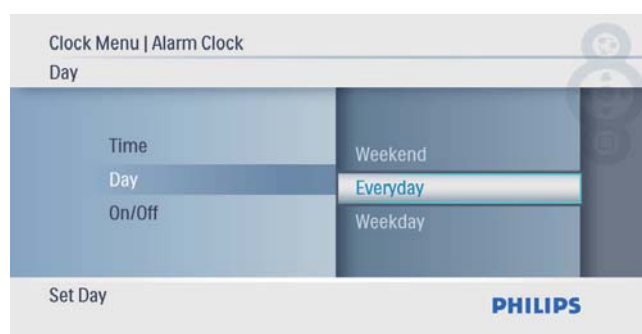 Clock Menu | Alarm Clock
Day
Time
Day
On/Off
Weekend
Everyday
Weekday
Set Day
PHILIPS